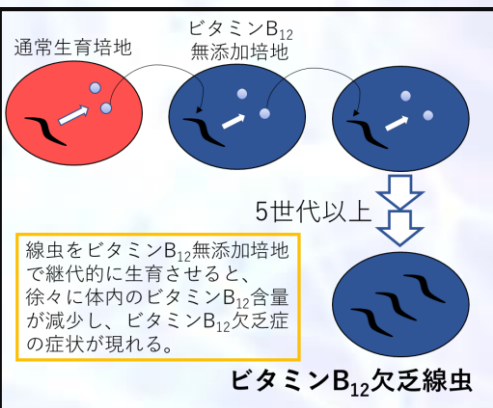 通常生育培地
ビタミンB₁₂
無添加培地
5世代以上
線虫をビタミンB₁₂無添加培地
で継代的に生育させると、
徐々に体内のビタミンB₁₂含量
が減少し、ビタミンB₁₂欠乏症
の症状が現れる。
ビタミンB₁₂欠乏線虫